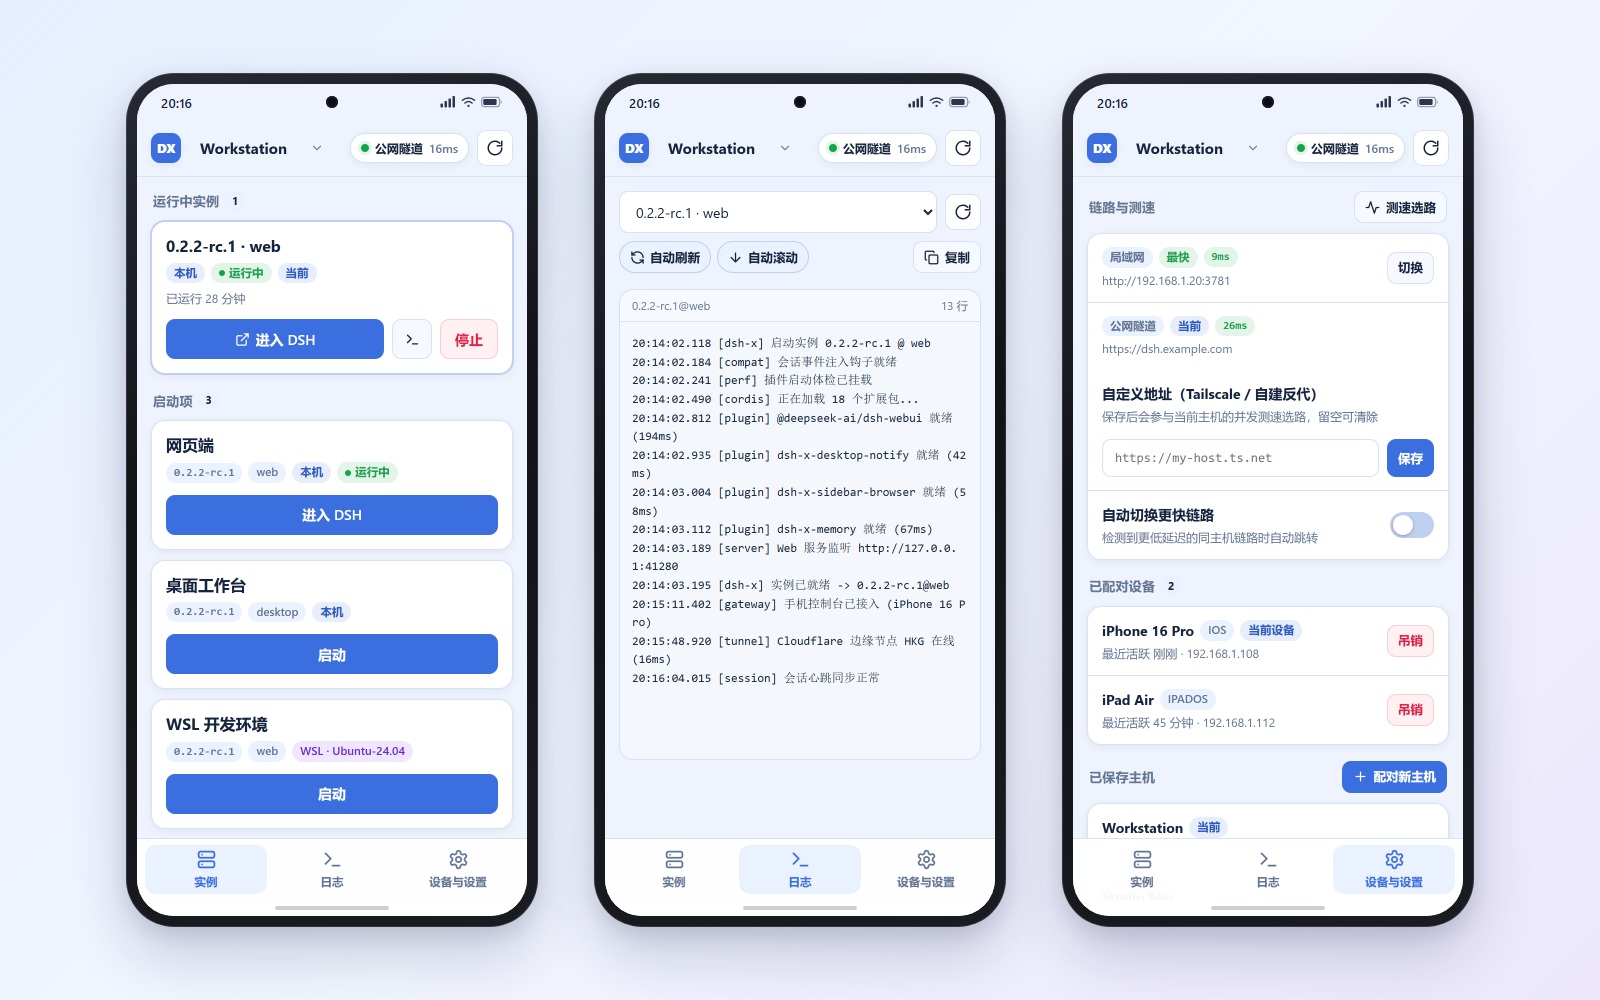 20:16
DX Workstation 公网隧道 16ms
运行中实例 1
0.2.2-rc.1 · web
本机 运行中 当前
已运行 28 分钟
进入 DSH >_ 停止
启动项 3
网页端
0.2.2-rc.1 web 本机 运行中
进入 DSH
桌面工作台
0.2.2-rc.1 desktop 本机
启动
WSL 开发环境
0.2.2-rc.1 web WSL · Ubuntu-24.04
启动
实例 日志 设备与设置
20:16
DX Workstation 公网隧道 16ms
0.2.2-rc.1 · web
自动刷新 自动滚动 复制
0.2.2-rc.1@web 13 行
20:14:02.118 [dsh-x] 启动实例 0.2.2-rc.1 @ web
20:14:02.184 [compat] 会话事件注入钩子就绪
20:14:02.241 [perf] 插件启动体检已挂载
20:14:02.490 [cordis] 正在加载 18 个扩展包...
20:14:02.812 [plugin] @deepseek-ai/dsh-webui 就绪
(194ms)
20:14:02.935 [plugin] dsh-x-desktop-notify 就绪 (42
ms)
20:14:03.004 [plugin] dsh-x-sidebar-browser 就绪 (5
8ms)
20:14:03.112 [plugin] dsh-x-memory 就绪 (67ms)
20:14:03.189 [server] Web 服务监听 http://127.0.0.
1:41280
20:14:03.195 [dsh-x] 实例已就绪 -> 0.2.2-rc.1@web
20:15:11.402 [gateway] 手机控制台已接入 (iPhone 16 P
ro)
20:15:48.920 [tunnel] Cloudflare 边缘节点 HKG 在线
(16ms)
20:16:04.015 [session] 会话心跳同步正常
实例 日志 设备与设置
20:16
DX Workstation 公网隧道 16ms
链路与测速 测速选路
局域网 最快 9ms
http://192.168.1.20:3781
切换
公网隧道 当前 26ms
https://dsh.example.com
自定义地址（Tailscale / 自建反代）
保存后会参与当前主机的并发测速选路，留空可清除
https://my-host.ts.net 保存
自动切换更快链路
检测到更低延迟的同主机链路时自动跳转
已配对设备 2
iPhone 16 Pro IOS 当前设备
最近活跃 刚刚 · 192.168.1.108
吊销
iPad Air IPADOS
最近活跃 45 分钟 · 192.168.1.112
吊销
已保存主机 + 配对新主机
Workstation 当前
实例 日志 设备与设置
Studio Mac